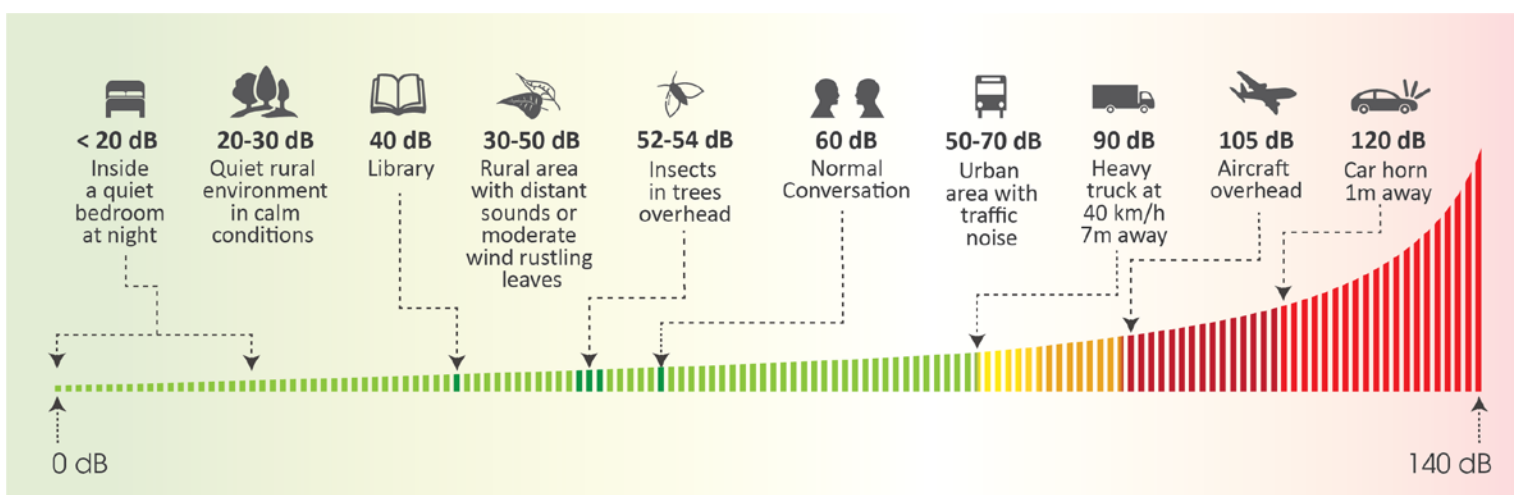 < 20 dB
Inside
a quiet
bedroom
at night
20-30 dB
Quiet rural
environment
in calm
conditions
40 dB
Library
30-50 dB
Rural area
with distant
sounds or
moderate
wind rustling
leaves
52-54 dB
Insects
in trees
overhead
60 dB
Normal
Conversation
50-70 dB
Urban
area with
traffic
noise
90 dB
Heavy
truck at
40 km/h
7m away
105 dB
Aircraft
overhead
120 dB
Car horn
1m away
0 dB
140 dB